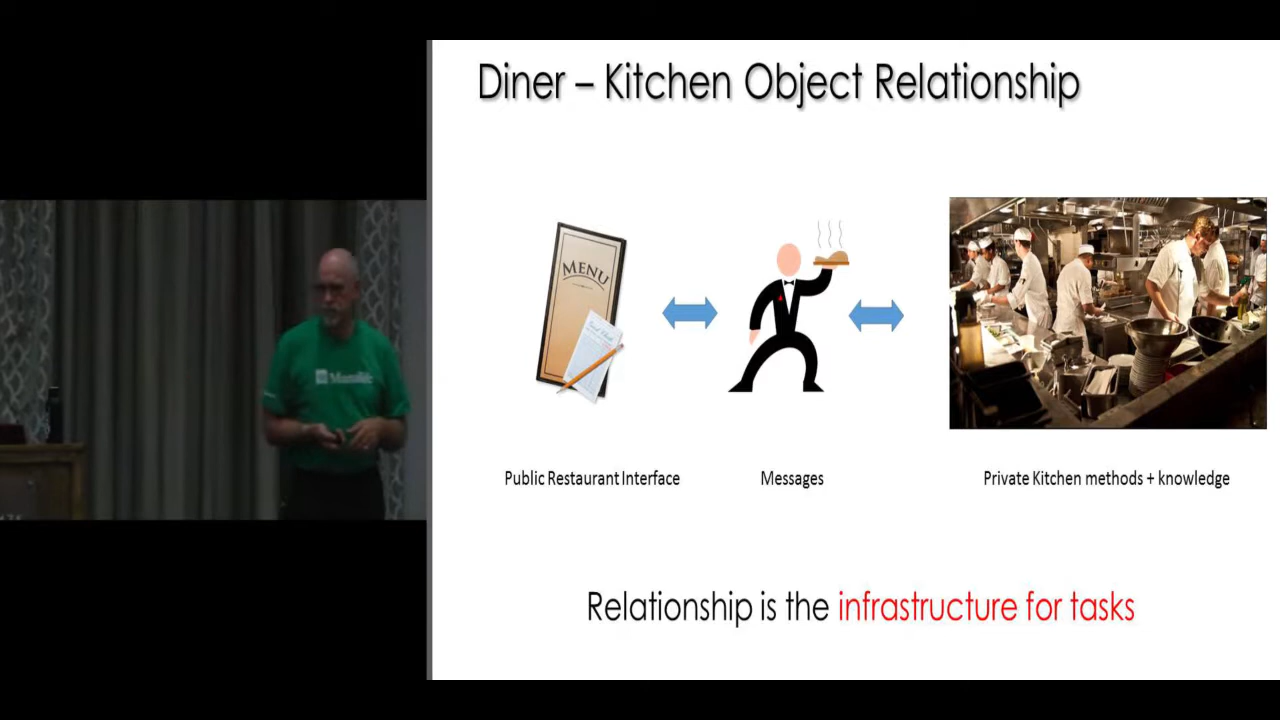 Diner – Kitchen Object Relationship
MENU
Public Restaurant Interface
Messages
Private Kitchen methods + knowledge
Relationship is the infrastructure for tasks